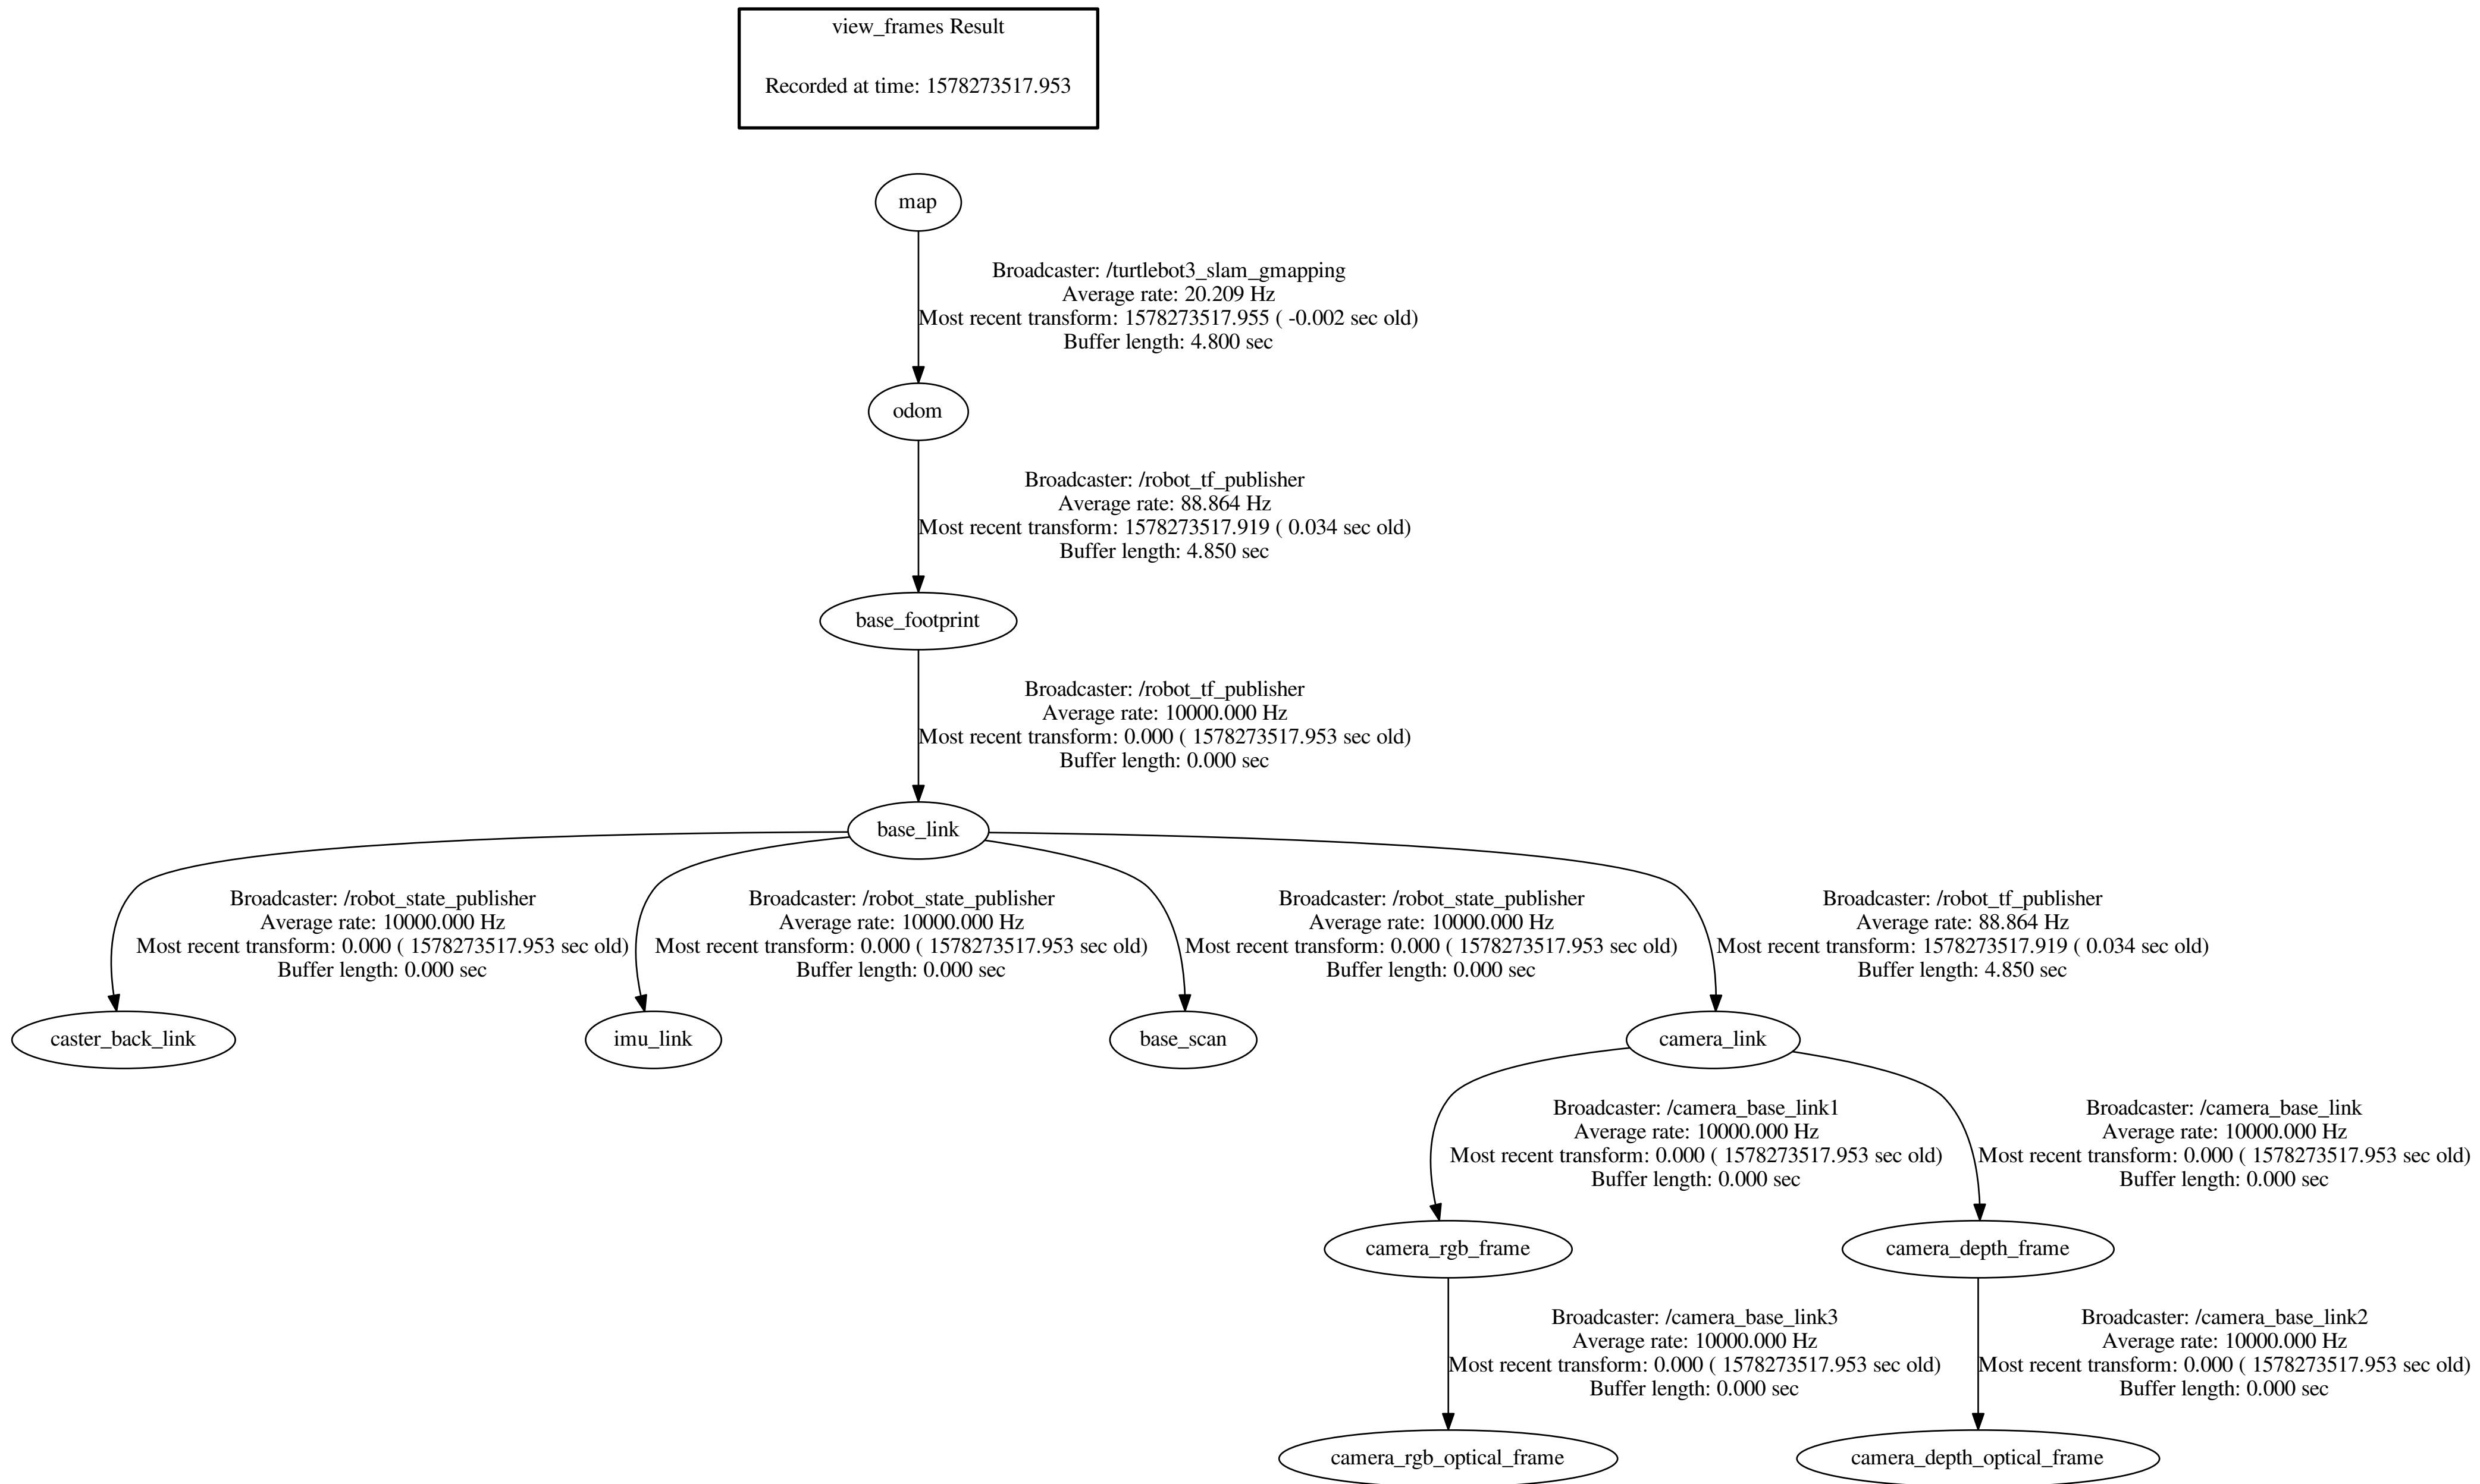 view_frames Result
Recorded at time: 1578273517.953
map
Broadcaster: /turtlebot3_slam_gmapping
Average rate: 20.209 Hz
Most recent transform: 1578273517.955 ( -0.002 sec old)
Buffer length: 4.800 sec
odom
Broadcaster: /robot_tf_publisher
Average rate: 88.864 Hz
Most recent transform: 1578273517.919 ( 0.034 sec old)
Buffer length: 4.850 sec
base_footprint
Broadcaster: /robot_tf_publisher
Average rate: 10000.000 Hz
Most recent transform: 0.000 ( 1578273517.953 sec old)
Buffer length: 0.000 sec
base_link
Broadcaster: /robot_state_publisher
Average rate: 10000.000 Hz
Most recent transform: 0.000 ( 1578273517.953 sec old)
Buffer length: 0.000 sec
Broadcaster: /robot_state_publisher
Average rate: 10000.000 Hz
Most recent transform: 0.000 ( 1578273517.953 sec old)
Buffer length: 0.000 sec
Broadcaster: /robot_state_publisher
Average rate: 10000.000 Hz
Most recent transform: 0.000 ( 1578273517.953 sec old)
Buffer length: 0.000 sec
Broadcaster: /robot_tf_publisher
Average rate: 88.864 Hz
Most recent transform: 1578273517.919 ( 0.034 sec old)
Buffer length: 4.850 sec
caster_back_link
imu_link
base_scan
camera_link
Broadcaster: /camera_base_link1
Average rate: 10000.000 Hz
Most recent transform: 0.000 ( 1578273517.953 sec old)
Buffer length: 0.000 sec
Broadcaster: /camera_base_link
Average rate: 10000.000 Hz
Most recent transform: 0.000 ( 1578273517.953 sec old)
Buffer length: 0.000 sec
camera_rgb_frame
camera_depth_frame
Broadcaster: /camera_base_link3
Average rate: 10000.000 Hz
Most recent transform: 0.000 ( 1578273517.953 sec old)
Buffer length: 0.000 sec
Broadcaster: /camera_base_link2
Average rate: 10000.000 Hz
Most recent transform: 0.000 ( 1578273517.953 sec old)
Buffer length: 0.000 sec
camera_rgb_optical_frame
camera_depth_optical_frame